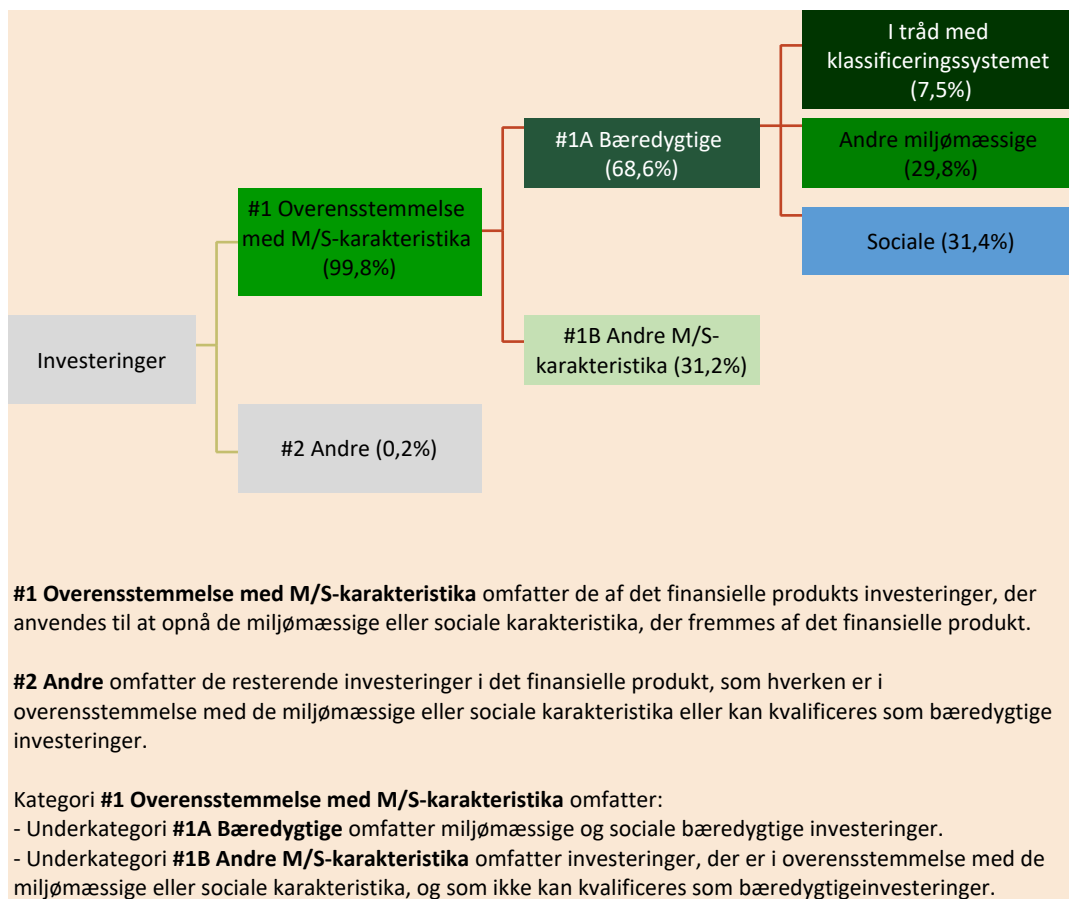 I tråd med
klassificeringssystemet
(7,5%)
#1A Bæredygtige
(68,6%)
Andre miljømæssige
(29,8%)
#1 Overensstemmelse
med M/S-karakteristika
(99,8%)
Sociale (31,4%)
Investeringer
#1B Andre M/S-
karakteristika (31,2%)
#2 Andre (0,2%)
#1 Overensstemmelse med M/S-karakteristika omfatter de af det finansielle produkts investeringer, der
anvendes til at opnå de miljømæssige eller sociale karakteristika, der fremmes af det finansielle produkt.
#2 Andre omfatter de resterende investeringer i det finansielle produkt, som hverken er i
overensstemmelse med de miljømæssige eller sociale karakteristika eller kan kvalificeres som bæredygtige
investeringer.
Kategori #1 Overensstemmelse med M/S-karakteristika omfatter:
- Underkategori #1A Bæredygtige omfatter miljømæssige og sociale bæredygtige investeringer.
- Underkategori #1B Andre M/S-karakteristika omfatter investeringer, der er i overensstemmelse med de
miljømæssige eller sociale karakteristika, og som ikke kan kvalificeres som bæredygtigeinvesteringer.